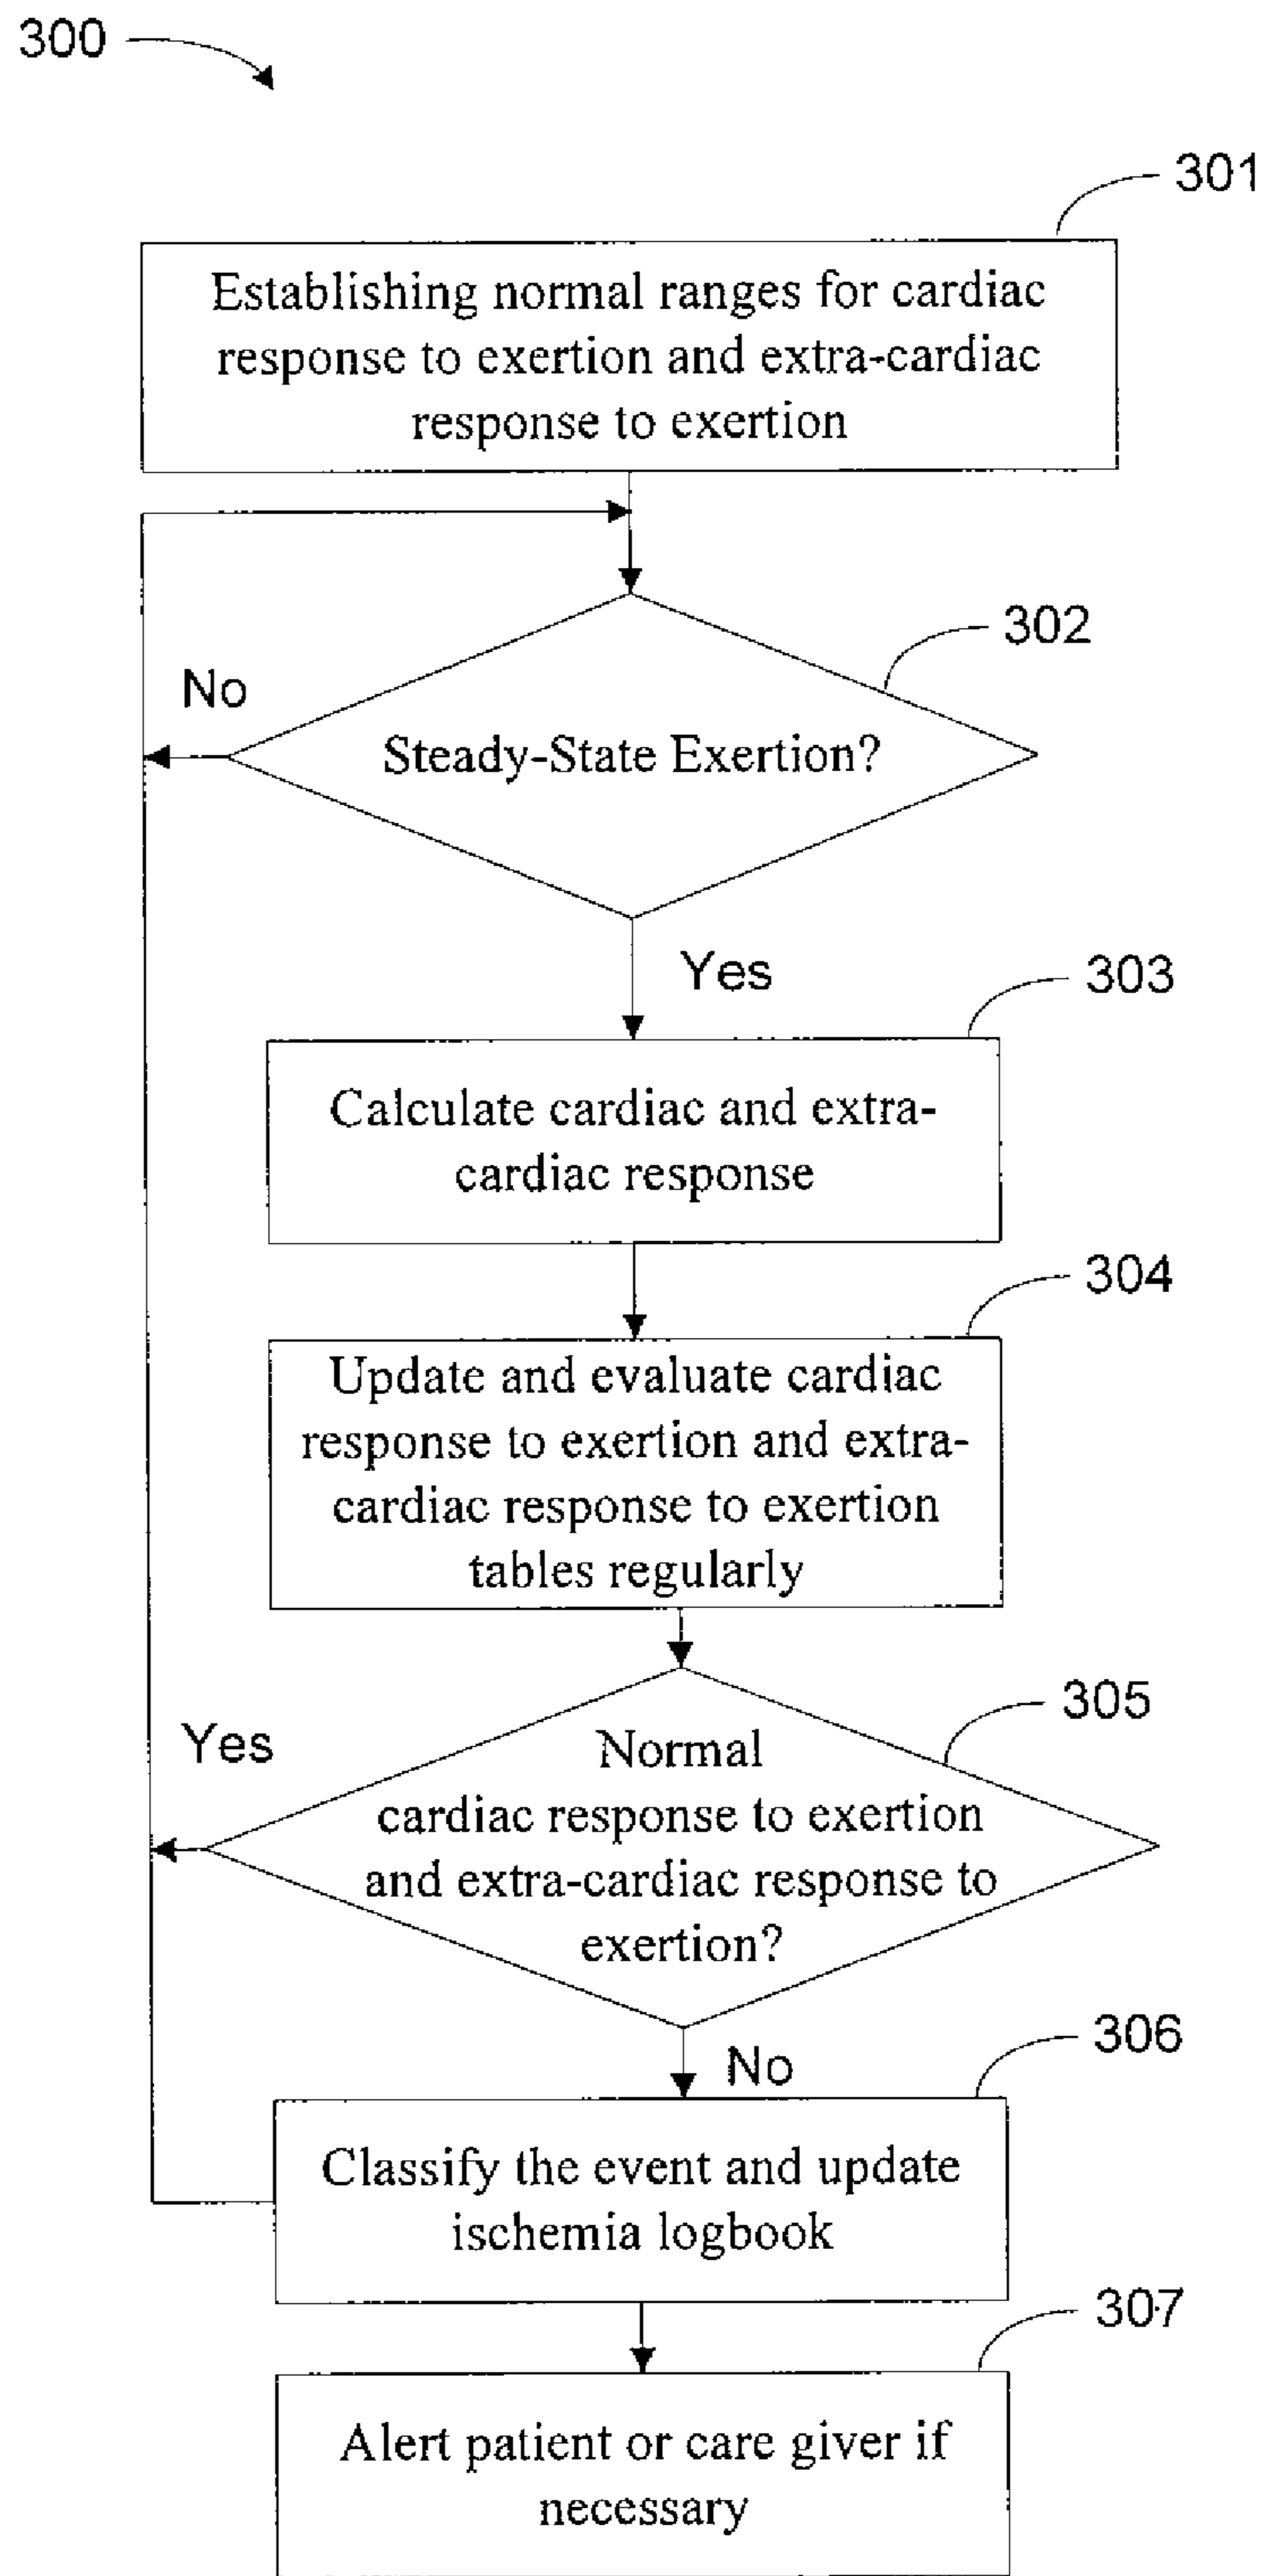 300
301
Establishing normal ranges for cardiac
response to exertion and extra-cardiac
response to exertion
302
No
Steady-State Exertion?
Yes
303
Calculate cardiac and extra-
cardiac response
304
Update and evaluate cardiac
response to exertion and extra-
cardiac response to exertion
tables regularly
305
Yes
Normal
cardiac response to exertion
and extra-cardiac response to
exertion?
306
No
Classify the event and update
ischemia logbook
307
Alert patient or care giver if
necessary